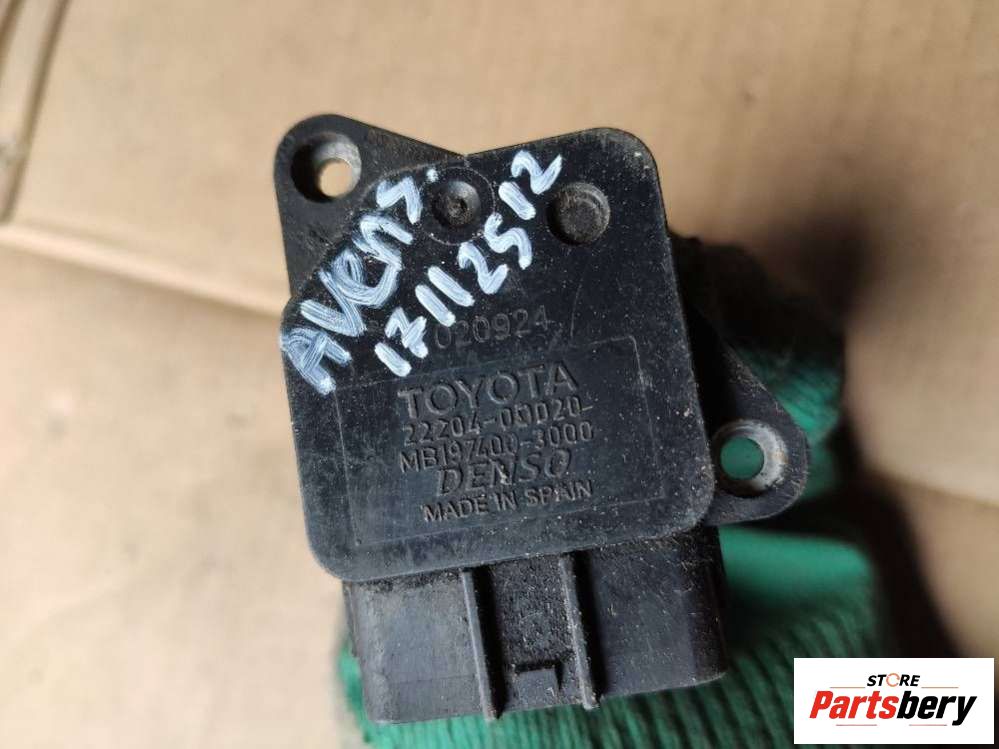 AVENS.
17112512
020924
TOYOTA
22204-0D020
MB197400-3000
DENSO
MADE IN SPAIN
STORE
Partsbery